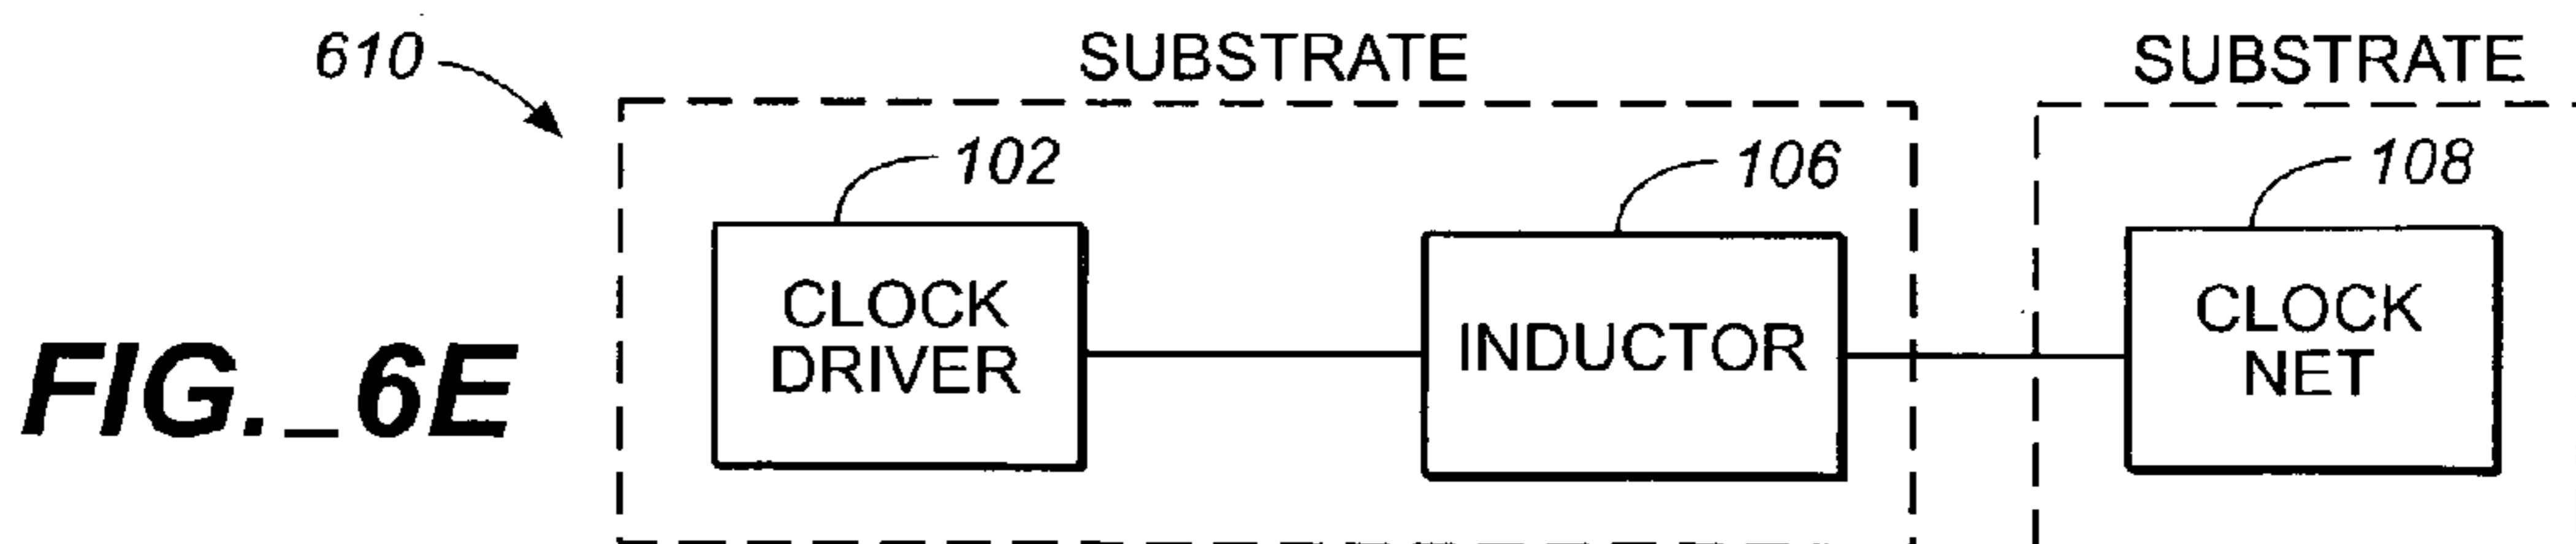 610
SUBSTRATE
SUBSTRATE
102
106
108
CLOCK
DRIVER
INDUCTOR
CLOCK
NET
FIG._6E